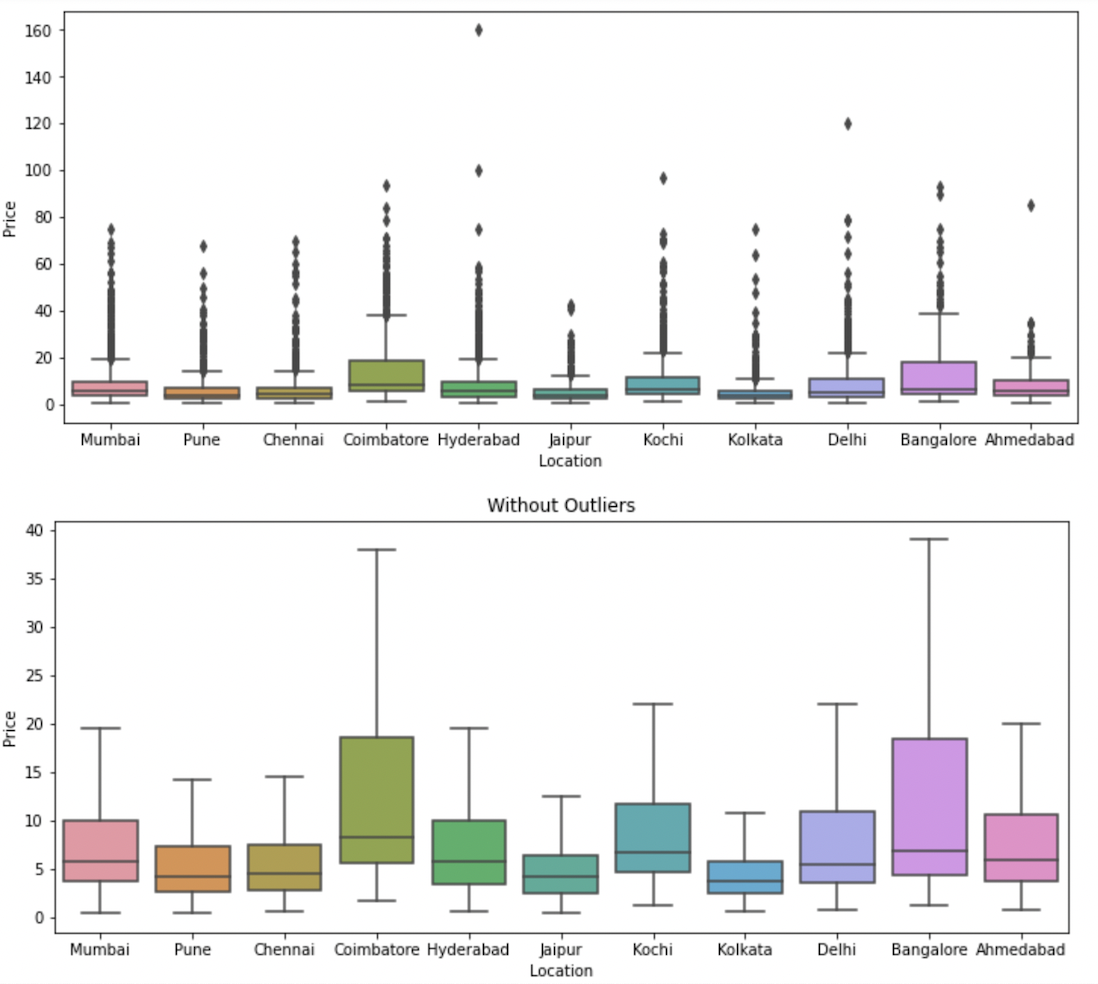 160
140
120
100
80
60
40
20
0
Price
Mumbai Pune Chennai Coimbatore Hyderabad Jaipur Kochi Kolkata Delhi Bangalore Ahmedabad
Location
Without Outliers
40
35
30
25
20
15
10
5
0
Price
Mumbai Pune Chennai Coimbatore Hyderabad Jaipur Kochi Kolkata Delhi Bangalore Ahmedabad
Location